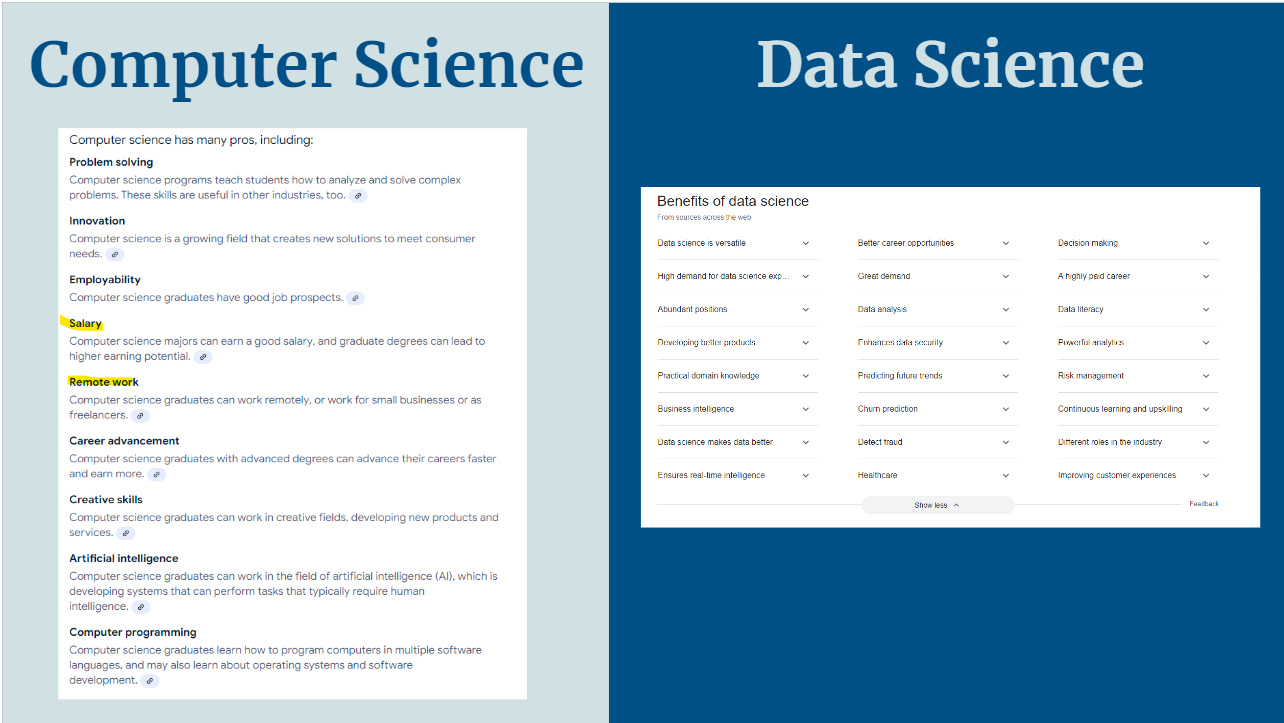 Computer Science
Computer science has many pros, including:
Problem solving
Computer science programs teach students how to analyze and solve complex
problems. These skills are useful in other industries, too.
Innovation
Computer science is a growing field that creates new solutions to meet consumer
needs.
Employability
Computer science graduates have good job prospects.
Salary
Computer science majors can earn a good salary, and graduate degrees can lead to
higher earning potential.
Remote work
Computer science graduates can work remotely, or work for small businesses or as
freelancers.
Career advancement
Computer science graduates with advanced degrees can advance their careers faster
and earn more.
Creative skills
Computer science graduates can work in creative fields, developing new products and
services.
Artificial intelligence
Computer science graduates can work in the field of artificial intelligence (AI), which is
developing systems that can perform tasks that typically require human
intelligence.
Computer programming
Computer science graduates learn how to program computers in multiple software
languages, and may also learn about operating systems and software
development.
Data Science
Benefits of data science
From sources across the web
Data science is versatile
Better career opportunities
Decision making
High demand for data science exp...
Great demand
A highly paid career
Abundant positions
Data analysis
Data literacy
Developing better products
Enhances data security
Powerful analytics
Practical domain knowledge
Predicting future trends
Risk management
Business intelligence
Churn prediction
Continuous learning and upskilling
Data science makes data better
Detect fraud
Different roles in the industry
Ensures real-time intelligence
Healthcare
Improving customer experiences
Show less
Feedback